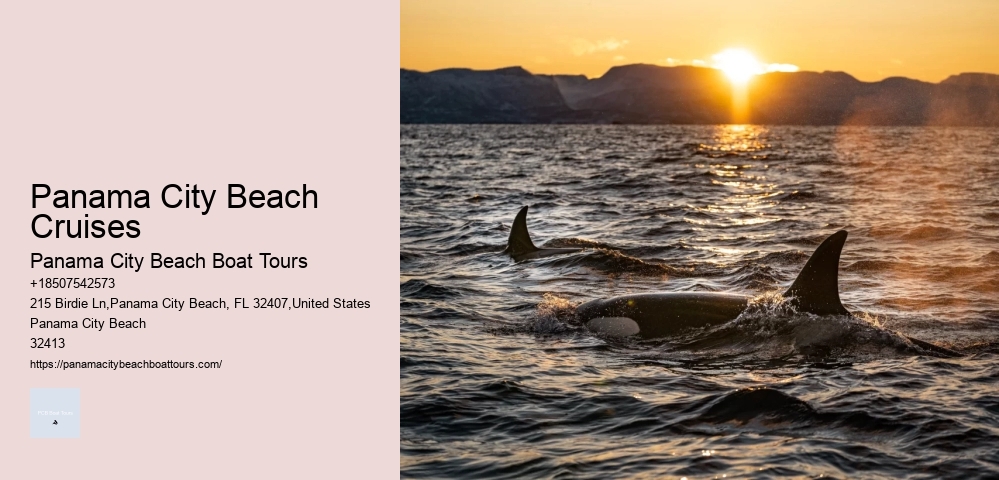 Panama City Beach
Cruises
Panama City Beach Boat Tours
+18507542573
215 Birdie Ln,Panama City Beach, FL 32407,United States
Panama City Beach
32413
https://panamacitybeachboattours.com/